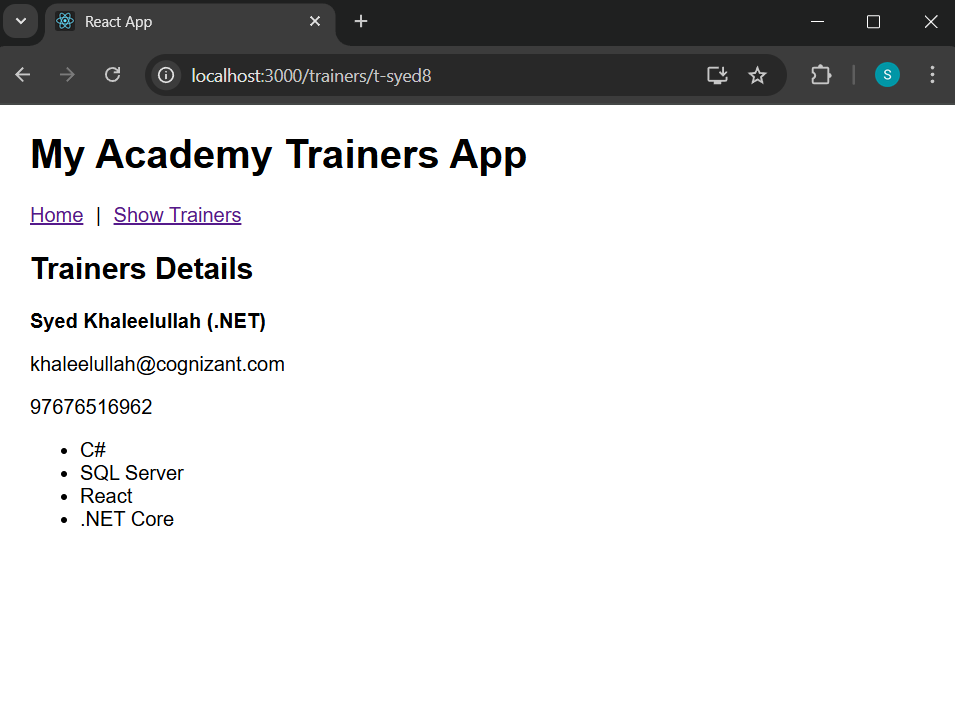 React App
localhost:3000/trainers/t-syed8
S
My Academy Trainers App
Home | Show Trainers
Trainers Details
Syed Khaleelullah (.NET)
khaleelullah@cognizant.com
97676516962
C#
SQL Server
React
.NET Core